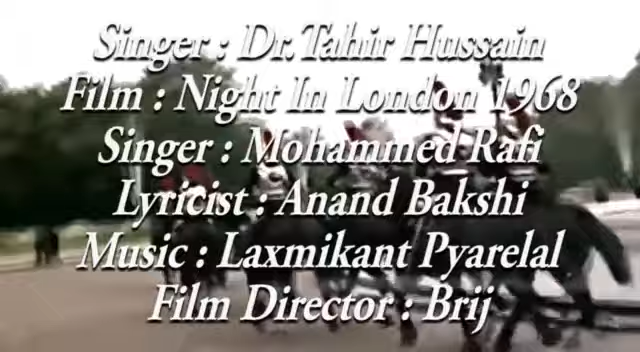 Singer : Dr. Tahir Hussain
Film : Night In London 1968
Singer : Mohammed Rafi
Lyricist : Anand Bakshi
Music : Laxmikant Pyarelal
Film Director : Brij